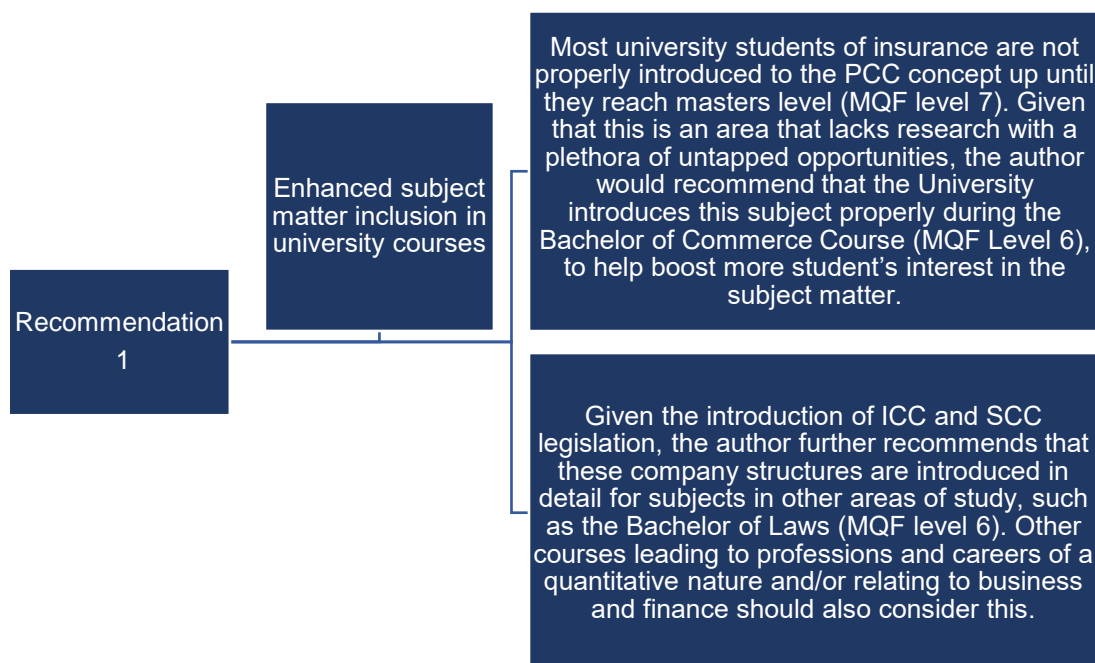 Recommendation
1
Enhanced subject
matter inclusion in
university courses
Most university students of insurance are not
properly introduced to the PCC concept up until
they reach masters level (MQF level 7). Given
that this is an area that lacks research with a
plethora of untapped opportunities, the author
would recommend that the University
introduces this subject properly during the
Bachelor of Commerce Course (MQF Level 6),
to help boost more student’s interest in the
subject matter.
Given the introduction of ICC and SCC
legislation, the author further recommends that
these company structures are introduced in
detail for subjects in other areas of study, such
as the Bachelor of Laws (MQF level 6). Other
courses leading to professions and careers of a
quantitative nature and/or relating to business
and finance should also consider this.